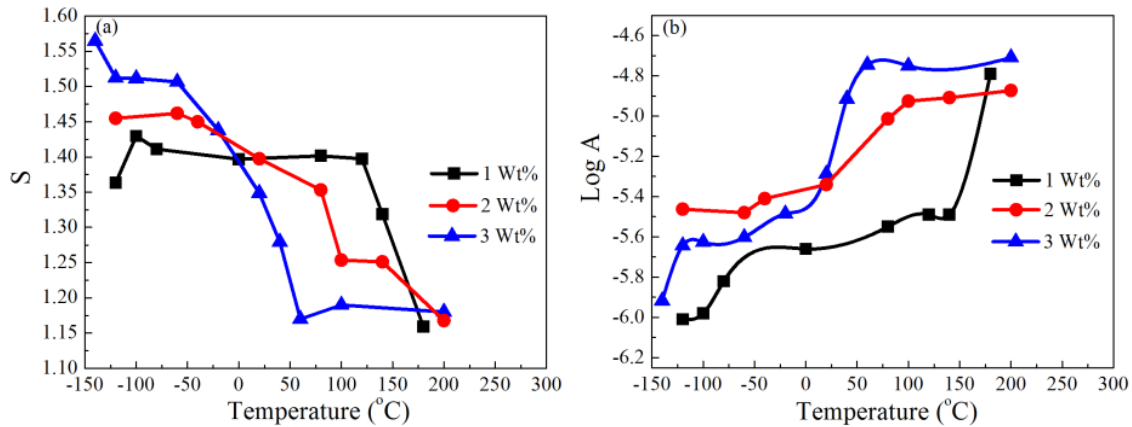 (a)
1.60
1.55
1.50
1.45
1.40
1.35
1.30
1.25
1.20
1.15
1.10
S
1 Wt%
2 Wt%
3 Wt%
-150 -100 -50 0 50 100 150 200 250 300
Temperature (°C)
(b)
-4.6
-4.8
-5.0
-5.2
-5.4
-5.6
-5.8
-6.0
-6.2
Log A
1 Wt%
2 Wt%
3 Wt%
-150 -100 -50 0 50 100 150 200 250 300
Temperature (°C)